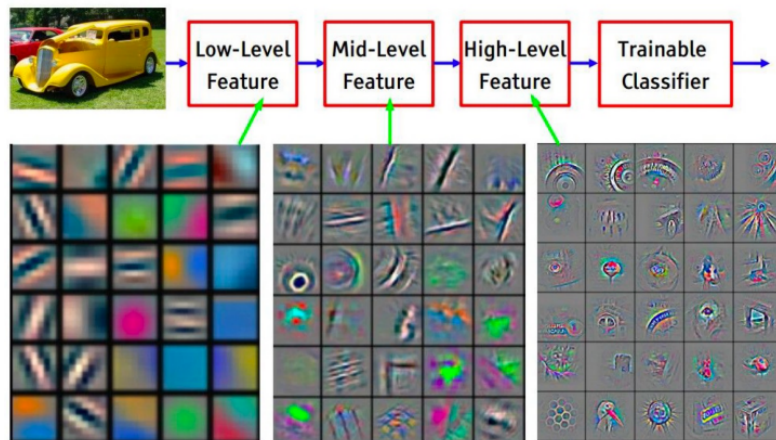 Low-Level
Feature
Mid-Level
Feature
High-Level
Feature
Trainable
Classifier